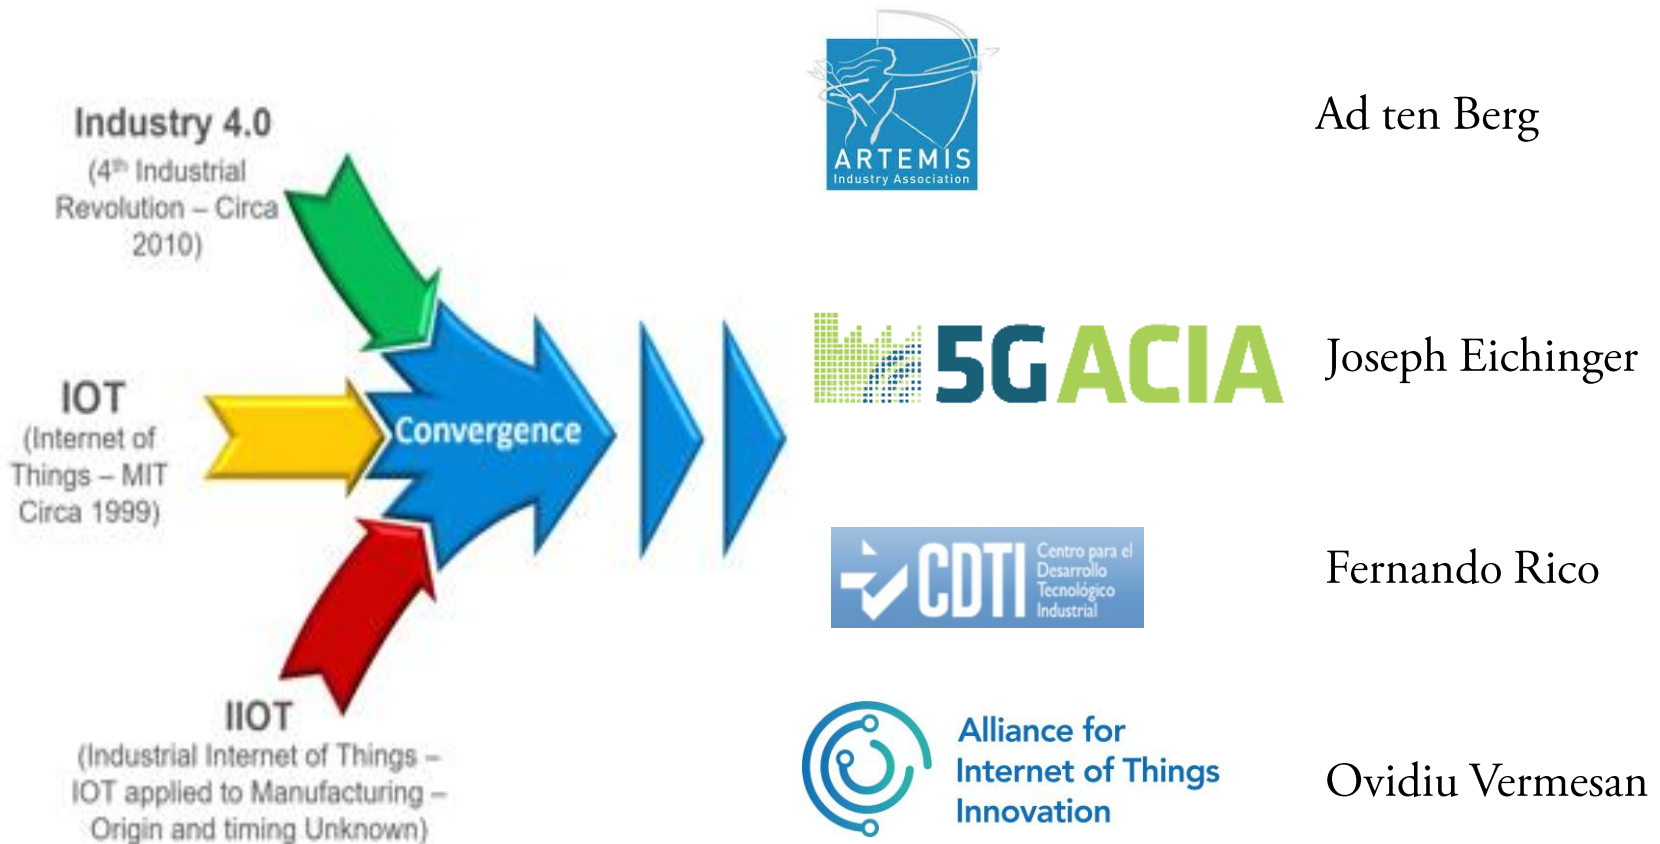 Industry 4.0
(4th Industrial
Revolution – Circa
2010)
IOT
(Internet of
Things – MIT
Circa 1999)
Convergence
IIOT
(Industrial Internet of Things –
IOT applied to Manufacturing –
Origin and timing Unknown)
ARTEMIS
Industry Association
Ad ten Berg
5GACIA
Joseph Eichinger
CDTI
Centro para el
Desarrollo
Tecnológico
Industrial
Fernando Rico
Alliance for
Internet of Things
Innovation
Ovidiu Vermesan